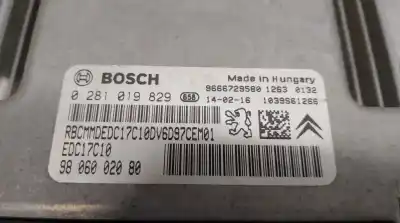 BOSCH
Made in Hungary
0 281 019 829 658
9666729580 1263 0132
14-02-16 1039S61266
RBCMMDEDC17C10DV6D97CEM01
EDC17C10
98 060 020 80